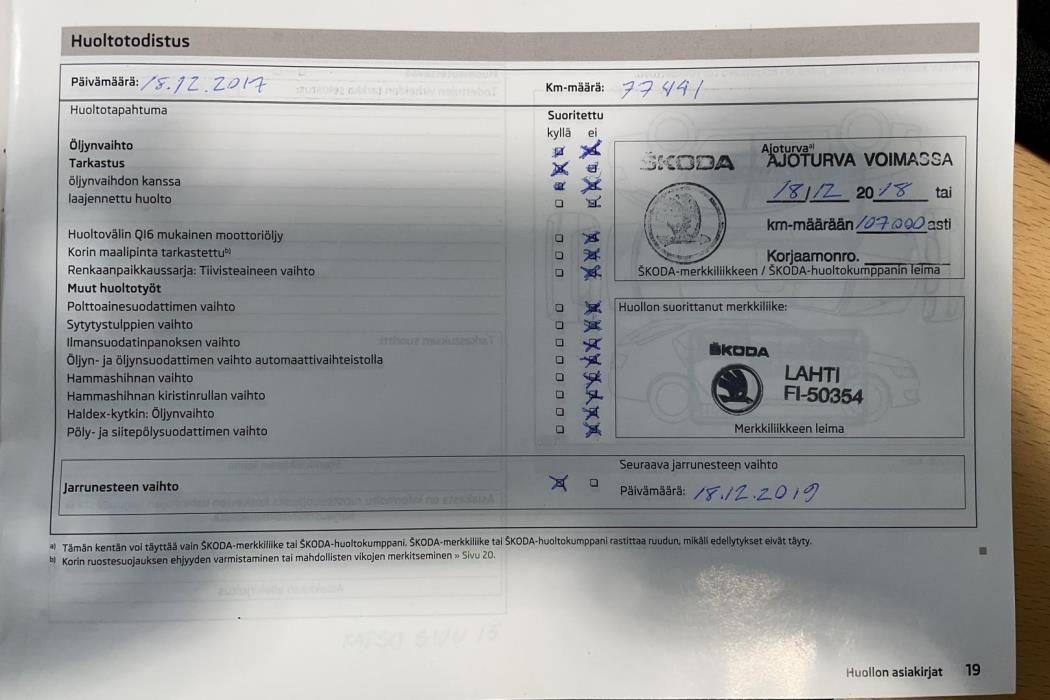 Huoltotodistus
Päivämäärä: 18.12.2017
Km-määrä: 77441
Huoltotapahtuma
Suoritettu
kyllä ei
Öljynvaihto
Tarkastus
öljynvaihdon kanssa
laajennettu huolto
Huoltovälin QI6 mukainen moottoriöljy
Korin maalipinta tarkastettu b)
Renkaanpaikkaussarja: Tiivisteaineen vaihto
Muut huoltotyöt
Polttoainesuodattimen vaihto
Sytytystulppien vaihto
Ilmansuodatinpanoksen vaihto
Öljyn- ja öljynsuodattimen vaihto automaattivaihteistolla
Hammashihnan vaihto
Hammashihnan kiristinrullan vaihto
Haldex-kytkin: Öljynvaihto
Pöly- ja siitepölysuodattimen vaihto
Ajoturva a)
ŠKODA AJOTURVA VOIMASSA
18/12 2018 tai
km-määrään 107000 asti
Korjaamonro.
ŠKODA-merkkiliikkeen / ŠKODA-huoltokumppanin leima
Huollon suorittanut merkkiliike:
ŠKODA
LAHTI
FI-50354
Merkkiliikkeen leima
Jarrunesteen vaihto
Seuraava jarrunesteen vaihto
Päivämäärä: 18.12.2019
a) Tämän kentän voi täyttää vain ŠKODA-merkkiliike tai ŠKODA-huoltokumppani. ŠKODA-merkkiliike tai ŠKODA-huoltokumppani rastittaa ruudun, mikäli edellytykset eivät täyty.
b) Korin ruostesuojauksen ehjyyden varmistaminen tai mahdollisten vikojen merkitseminen » Sivu 20.
KATSO SIVU 15
Huollon asiakirjat 19